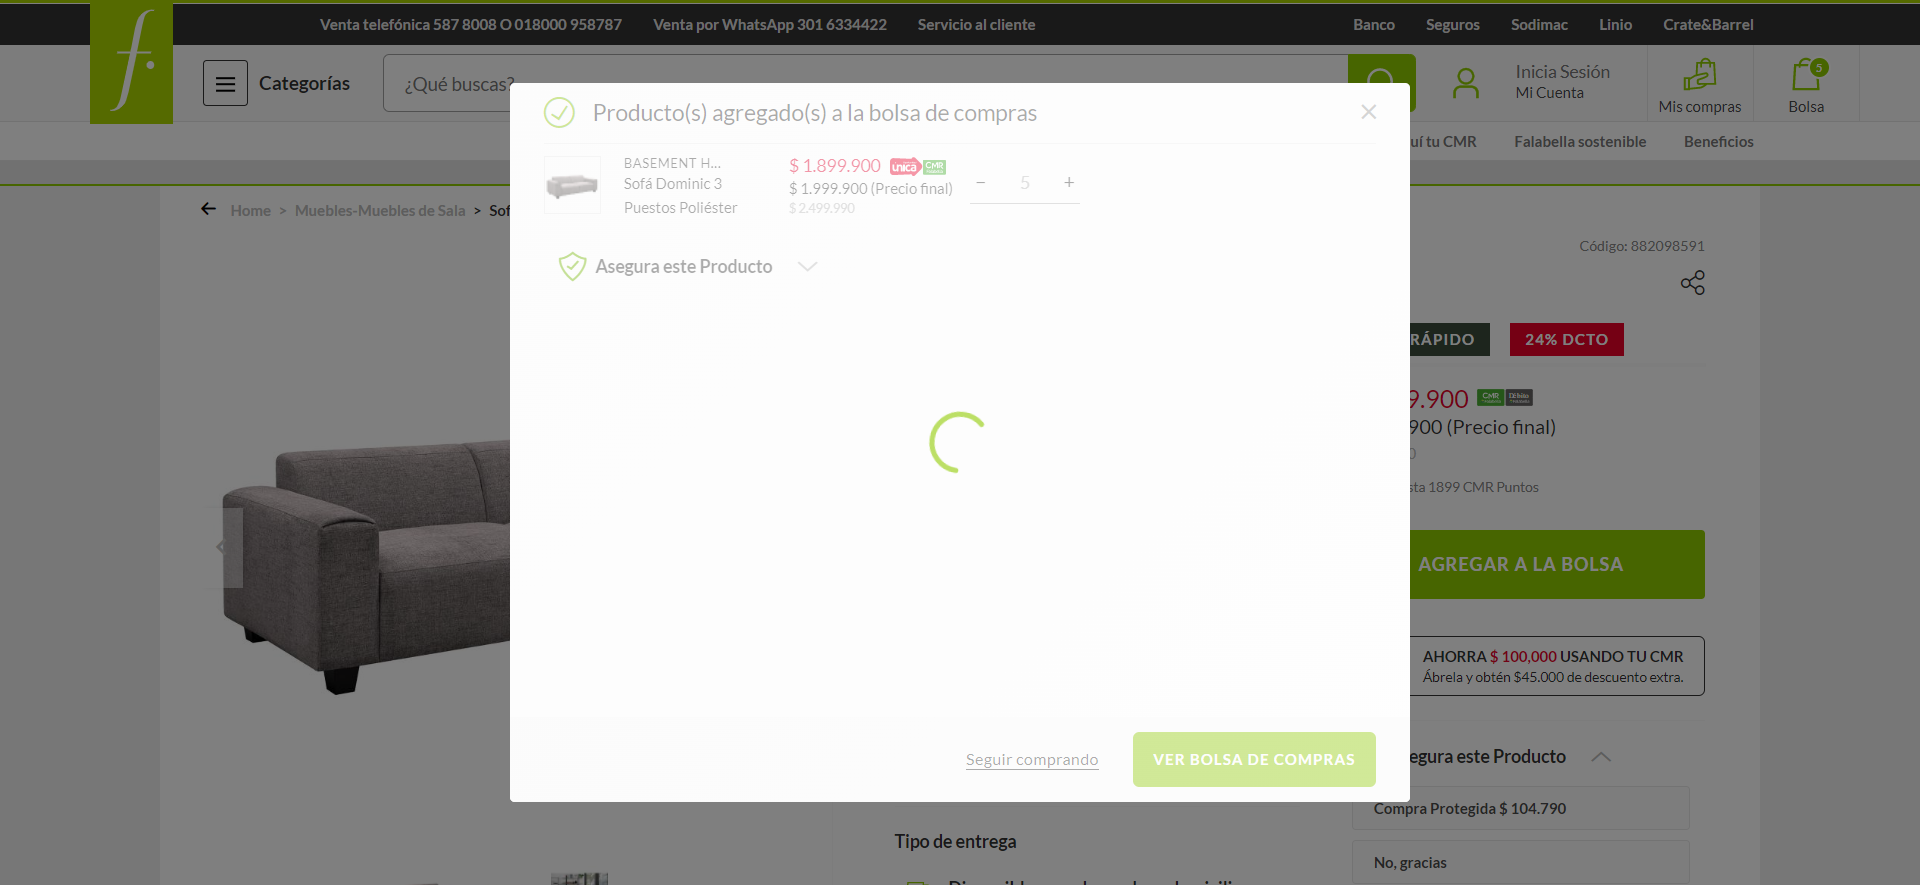 Venta telefónica 587 8008 O 018000 958787 Venta por WhatsApp 301 6334422 Servicio al cliente Banco Seguros Sodimac Linio Crate&Barrel
f.
Categorías
¿Qué buscas?
Inicia Sesión
Mi Cuenta
Mis compras
5
Bolsa
uí tu CMR Falabella sostenible Beneficios
Home > Muebles-Muebles de Sala > Sof
Producto(s) agregado(s) a la bolsa de compras
BASEMENT H...
Sofá Dominic 3
Puestos Poliéster
$ 1.899.900 única CMR
$ 1.999.900 (Precio final)
$ 2.499.990
− 5 +
Asegura este Producto
Seguir comprando
VER BOLSA DE COMPRAS
Código: 882098591
RÁPIDO
24% DCTO
9.900 CMR Débito
900 (Precio final)
0
sta 1899 CMR Puntos
AGREGAR A LA BOLSA
AHORRA $ 100,000 USANDO TU CMR
Ábrela y obtén $45.000 de descuento extra.
egura este Producto
Compra Protegida $ 104.790
No, gracias
Tipo de entrega